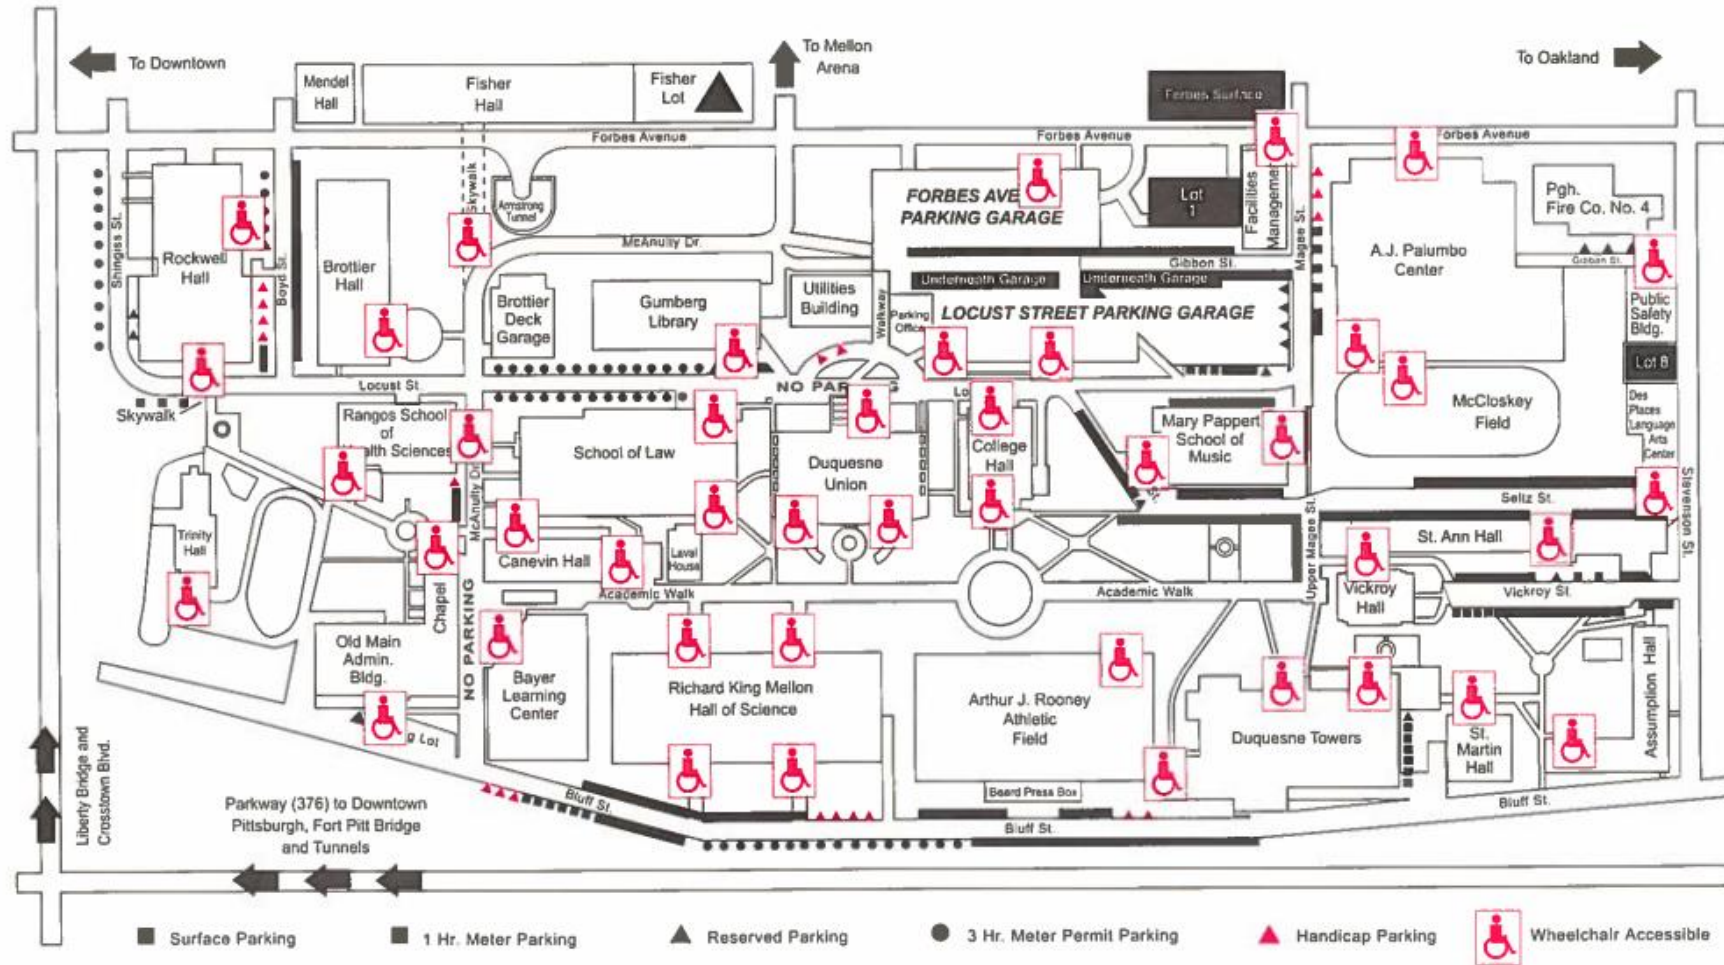 To Downtown
To Mellon
Arena
To Oakland
Mendel
Hall
Fisher
Hall
Fisher
Lot
Forbes Surface
Forbes Avenue
Forbes Avenue
Forbes Avenue
Shingiss St.
Rockwell
Hall
Boyd St.
Brottier
Hall
Skywalk
Armstrong
Tunnel
McAnulty Dr.
FORBES AVE
PARKING GARAGE
Lot
1
Facilities
Managemen
Magee St.
A.J. Palumbo
Center
Pgh.
Fire Co. No. 4
Gibbon St.
Gibbon St.
Underneath Garage
Underneath Garage
Brottier
Deck
Garage
Gumberg
Library
Utilities
Building
Walkway
Parking
Office
LOCUST STREET PARKING GARAGE
Public
Safety
Bldg.
Lot 8
Locust St.
NO PAR
Lo
Skywalk
Rangos School
of
alth Sciences
School of Law
Duquesne
Union
College
Hall
Mary Pappert
School of
Music
St.
McCloskey
Field
Des
Places
Language
Arts
Center
Seitz St.
Stevenson St.
Trinity
Hall
McAnulty Dr.
Canevin Hall
Laval
House
Chapel
NO PARKING
Academic Walk
Academic Walk
Upper Magee St.
St. Ann Hall
Vickroy
Hall
Vickroy St.
Old Main
Admin.
Bldg.
g Lot
Bayer
Learning
Center
Richard King Mellon
Hall of Science
Arthur J. Rooney
Athletic
Field
Duquesne Towers
St.
Martin
Hall
Assumption Hall
Beard Press Box
Bluff St.
Bluff St.
Bluff St.
Liberty Bridge and
Crosstown Blvd.
Parkway (376) to Downtown
Pittsburgh, Fort Pitt Bridge
and Tunnels
Surface Parking
1 Hr. Meter Parking
Reserved Parking
3 Hr. Meter Permit Parking
Handicap Parking
Wheelchair Accessible